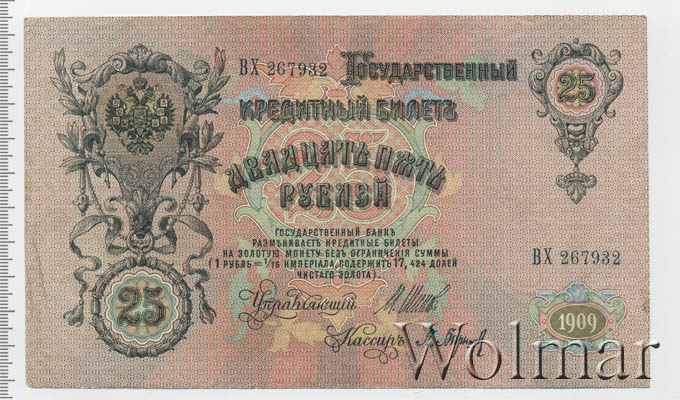 ВХ 267932
Государственный
25
Кредитный Билетъ
Двадцать пять
рублей
Государственный Банкъ
размѣниваетъ кредитные билеты
на золотую монету безъ ограниченія суммы
(1 рубль = 1/15 имперіала, содержитъ 17,424 долей
чистаго золота).
ВХ 267932
25
Управляющій
Кассиръ
1909
Wolmar